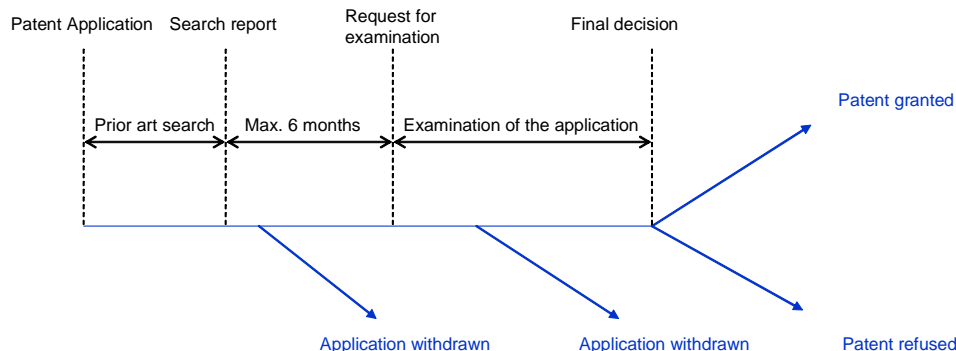 Patent Application
Search report
Request for
examination
Final decision
Patent granted
Prior art search
Max. 6 months
Examination of the application
Application withdrawn
Application withdrawn
Patent refused